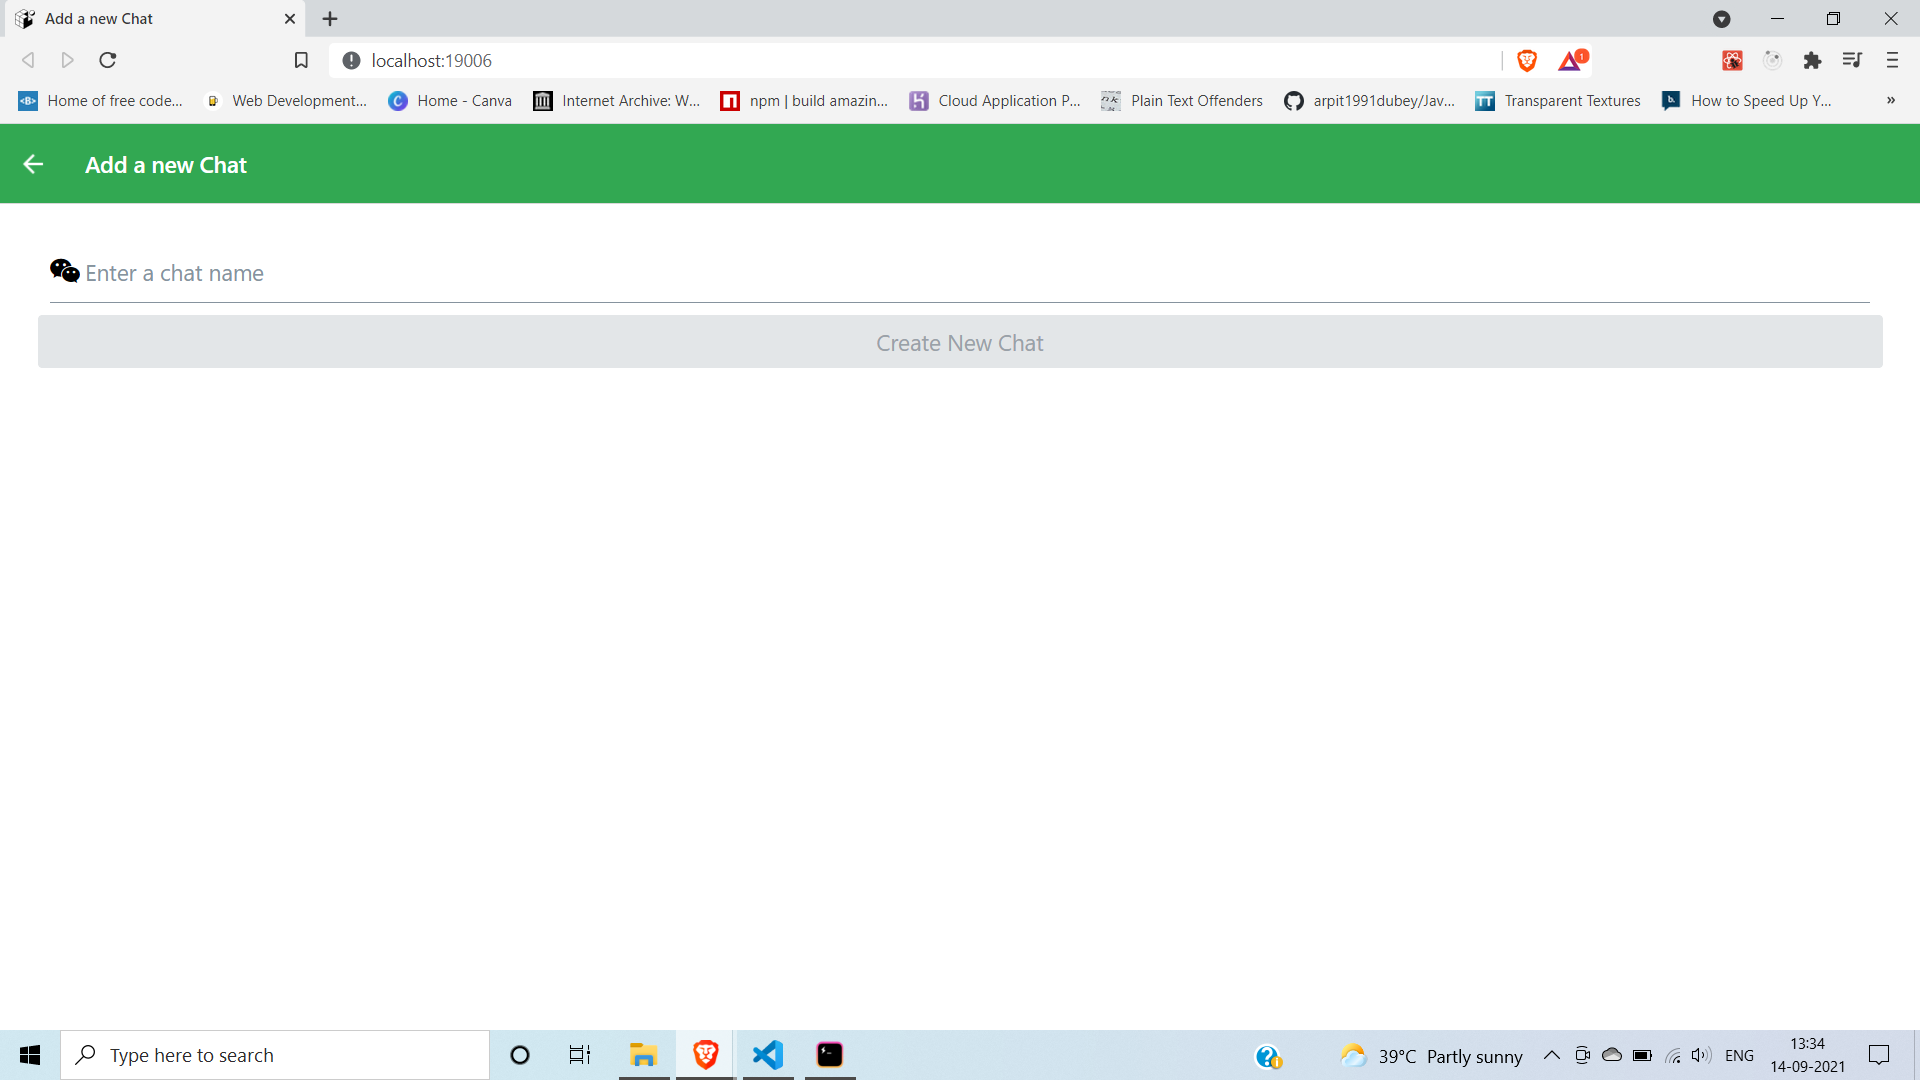 Add a new Chat
localhost:19006
1
Home of free code...
Web Development...
Home - Canva
Internet Archive: W...
npm | build amazin...
Cloud Application P...
Plain Text Offenders
arpit1991dubey/Jav...
TT
Transparent Textures
How to Speed Up Y...
»
Add a new Chat
Enter a chat name
Create New Chat
Type here to search
39°C Partly sunny
ENG
13:34
14-09-2021